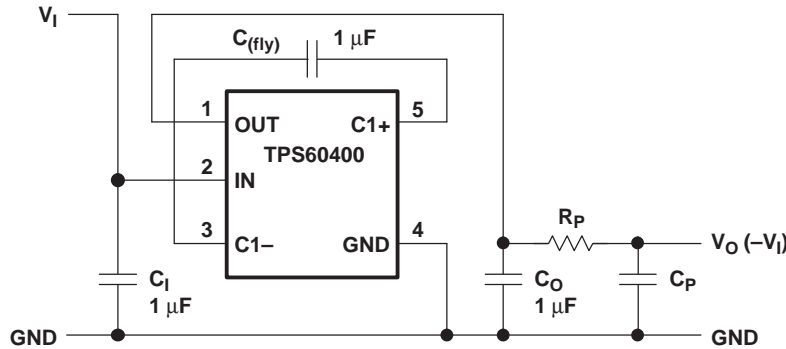 V_I
C_(fly) 1 μF
1 OUT C1+ 5
TPS60400
2 IN
3 C1– GND 4
R_P
V_O (–V_I)
C_I
1 μF
C_O
1 μF
C_P
GND GND